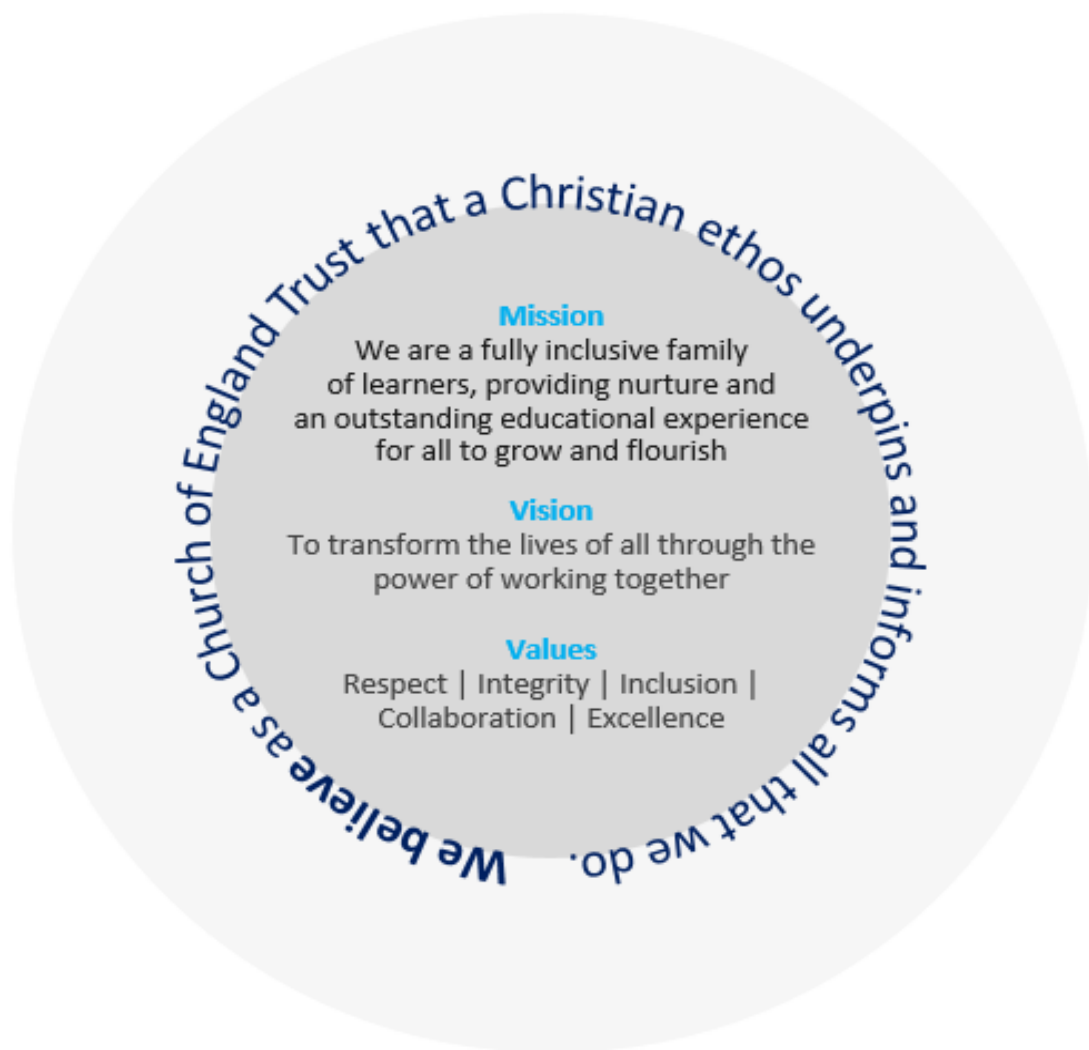 We believe as a Church of England Trust that a Christian ethos underpins and informs all that we do.
Mission
We are a fully inclusive family
of learners, providing nurture and
an outstanding educational experience
for all to grow and flourish
Vision
To transform the lives of all through the
power of working together
Values
Respect | Integrity | Inclusion |
Collaboration | Excellence